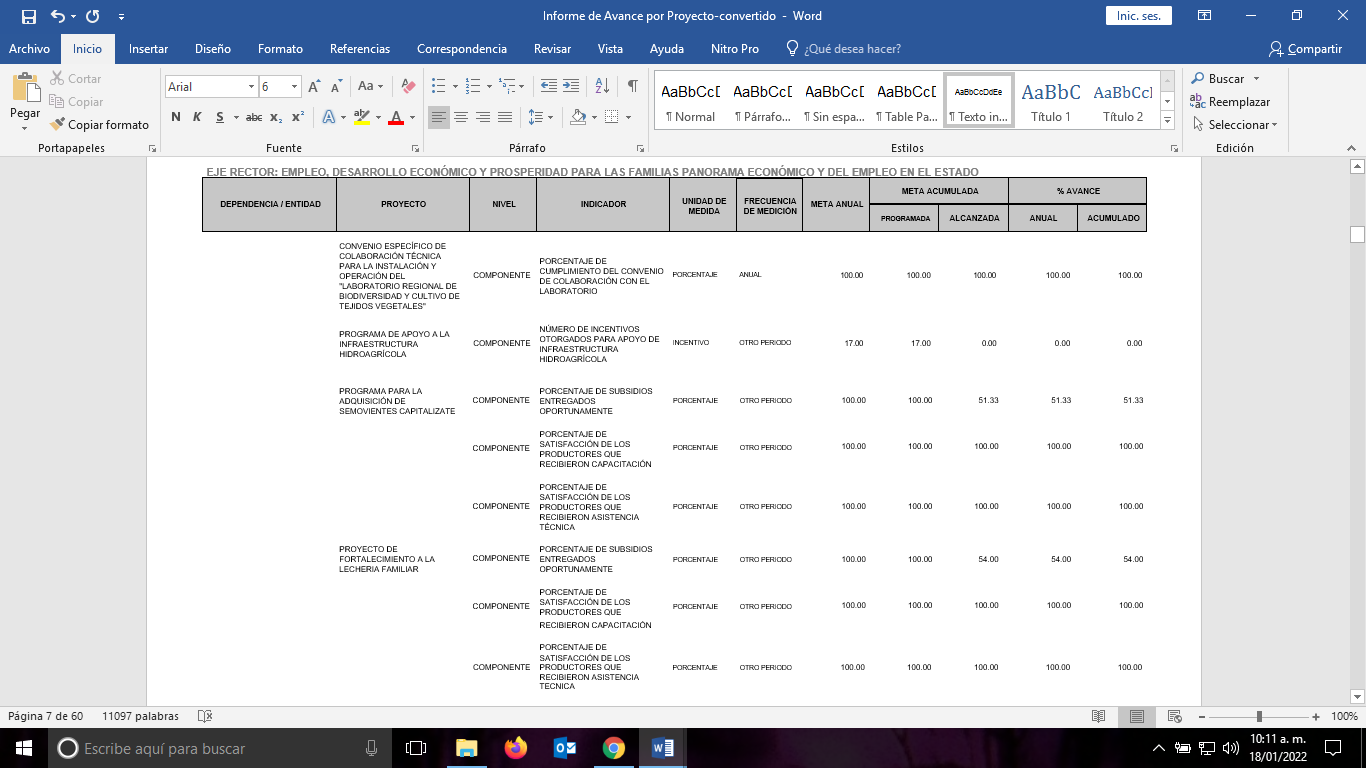 Informe de Avance por Proyecto-convertido - Word
Inic. ses.
Archivo Inicio Insertar Diseño Formato Referencias Correspondencia Revisar Vista Ayuda Nitro Pro ¿Qué desea hacer? Compartir
Pegar
Cortar
Copiar
Copiar formato
Portapapeles
Arial 6
N K S abc x₂ x²
Fuente
Párrafo
AaBbCcD AaBbCcD AaBbCcD AaBbCcD AaBbCcDdEe AaBbC AaBbCcl
¶ Normal ¶ Párrafo... ¶ Sin espa... ¶ Table Pa... ¶ Texto in... Título 1 Título 2
Estilos
Buscar
Reemplazar
Seleccionar
Edición
EJE RECTOR: EMPLEO, DESARROLLO ECONÓMICO Y PROSPERIDAD PARA LAS FAMILIAS PANORAMA ECONÓMICO Y DEL EMPLEO EN EL ESTADO
DEPENDENCIA / ENTIDAD
PROYECTO
NIVEL
INDICADOR
UNIDAD DE
MEDIDA
FRECUENCIA
DE MEDICIÓN
META ANUAL
META ACUMULADA
PROGRAMADA
ALCANZADA
% AVANCE
ANUAL
ACUMULADO
CONVENIO ESPECÍFICO DE
COLABORACIÓN TÉCNICA
PARA LA INSTALACIÓN Y
OPERACIÓN DEL
"LABORATORIO REGIONAL DE
BIODIVERSIDAD Y CULTIVO DE
TEJIDOS VEGETALES"
COMPONENTE
PORCENTAJE DE
CUMPLIMIENTO DEL CONVENIO
DE COLABORACIÓN CON EL
LABORATORIO
PORCENTAJE
ANUAL
100.00 100.00 100.00 100.00 100.00
PROGRAMA DE APOYO A LA
INFRAESTRUCTURA
HIDROAGRÍCOLA
COMPONENTE
NÚMERO DE INCENTIVOS
OTORGADOS PARA APOYO DE
INFRAESTRUCTURA
HIDROAGRÍCOLA
INCENTIVO
OTRO PERIODO
17.00 17.00 0.00 0.00 0.00
PROGRAMA PARA LA
ADQUISICIÓN DE
SEMOVIENTES CAPITALIZATE
COMPONENTE
PORCENTAJE DE SUBSIDIOS
ENTREGADOS
OPORTUNAMENTE
PORCENTAJE
OTRO PERIODO
100.00 100.00 51.33 51.33 51.33
COMPONENTE
PORCENTAJE DE
SATISFACCIÓN DE LOS
PRODUCTORES QUE
RECIBIERON CAPACITACIÓN
PORCENTAJE
OTRO PERIODO
100.00 100.00 100.00 100.00 100.00
COMPONENTE
PORCENTAJE DE
SATISFACCIÓN DE LOS
PRODUCTORES QUE
RECIBIERON ASISTENCIA
TÉCNICA
PORCENTAJE
OTRO PERIODO
100.00 100.00 100.00 100.00 100.00
PROYECTO DE
FORTALECIMIENTO A LA
LECHERIA FAMILIAR
COMPONENTE
PORCENTAJE DE SUBSIDIOS
ENTREGADOS
OPORTUNAMENTE
PORCENTAJE
OTRO PERIODO
100.00 100.00 54.00 54.00 54.00
COMPONENTE
PORCENTAJE DE
SATISFACCIÓN DE LOS
PRODUCTORES QUE
RECIBIERON CAPACITACIÓN
PORCENTAJE
OTRO PERIODO
100.00 100.00 100.00 100.00 100.00
COMPONENTE
PORCENTAJE DE
SATISFACCIÓN DE LOS
PRODUCTORES QUE
RECIBIERON ASISTENCIA
TECNICA
PORCENTAJE
OTRO PERIODO
100.00 100.00 100.00 100.00 100.00
Página 7 de 60 11097 palabras 100%
Escribe aquí para buscar
10:11 a. m.
18/01/2022